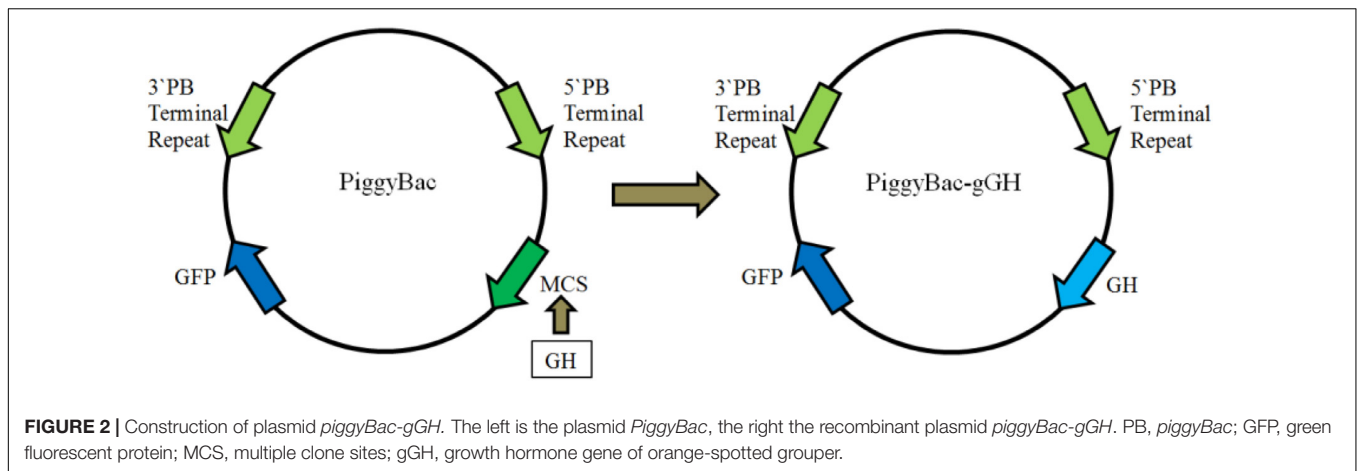 3`PB
Terminal
Repeat
5`PB
Terminal
Repeat
PiggyBac
GFP
MCS
GH
3`PB
Terminal
Repeat
5`PB
Terminal
Repeat
PiggyBac-gGH
GFP
GH
FIGURE 2 | Construction of plasmid piggyBac-gGH. The left is the plasmid PiggyBac, the right the recombinant plasmid piggyBac-gGH. PB, piggyBac; GFP, green
fluorescent protein; MCS, multiple clone sites; gGH, growth hormone gene of orange-spotted grouper.